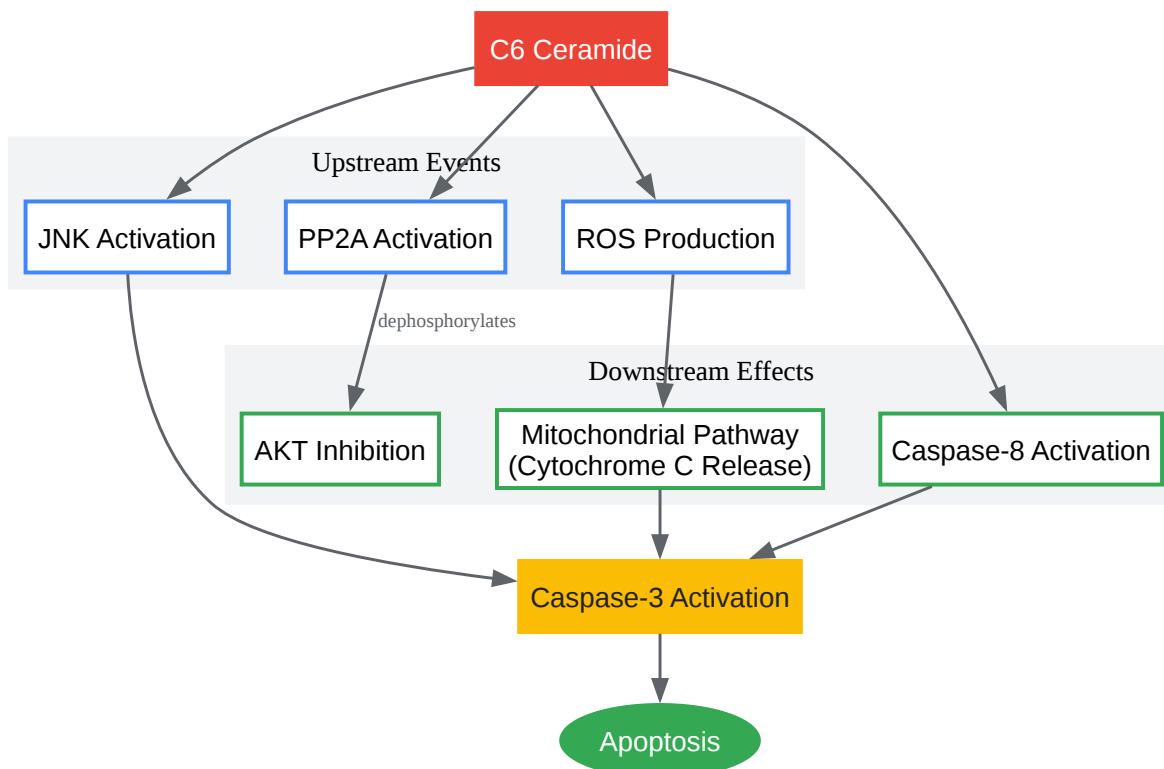 C6 Ceramide
Upstream Events
JNK Activation
PP2A Activation
ROS Production
dephosphorylates
Downstream Effects
AKT Inhibition
Mitochondrial Pathway
(Cytochrome C Release)
Caspase-8 Activation
Caspase-3 Activation
Apoptosis